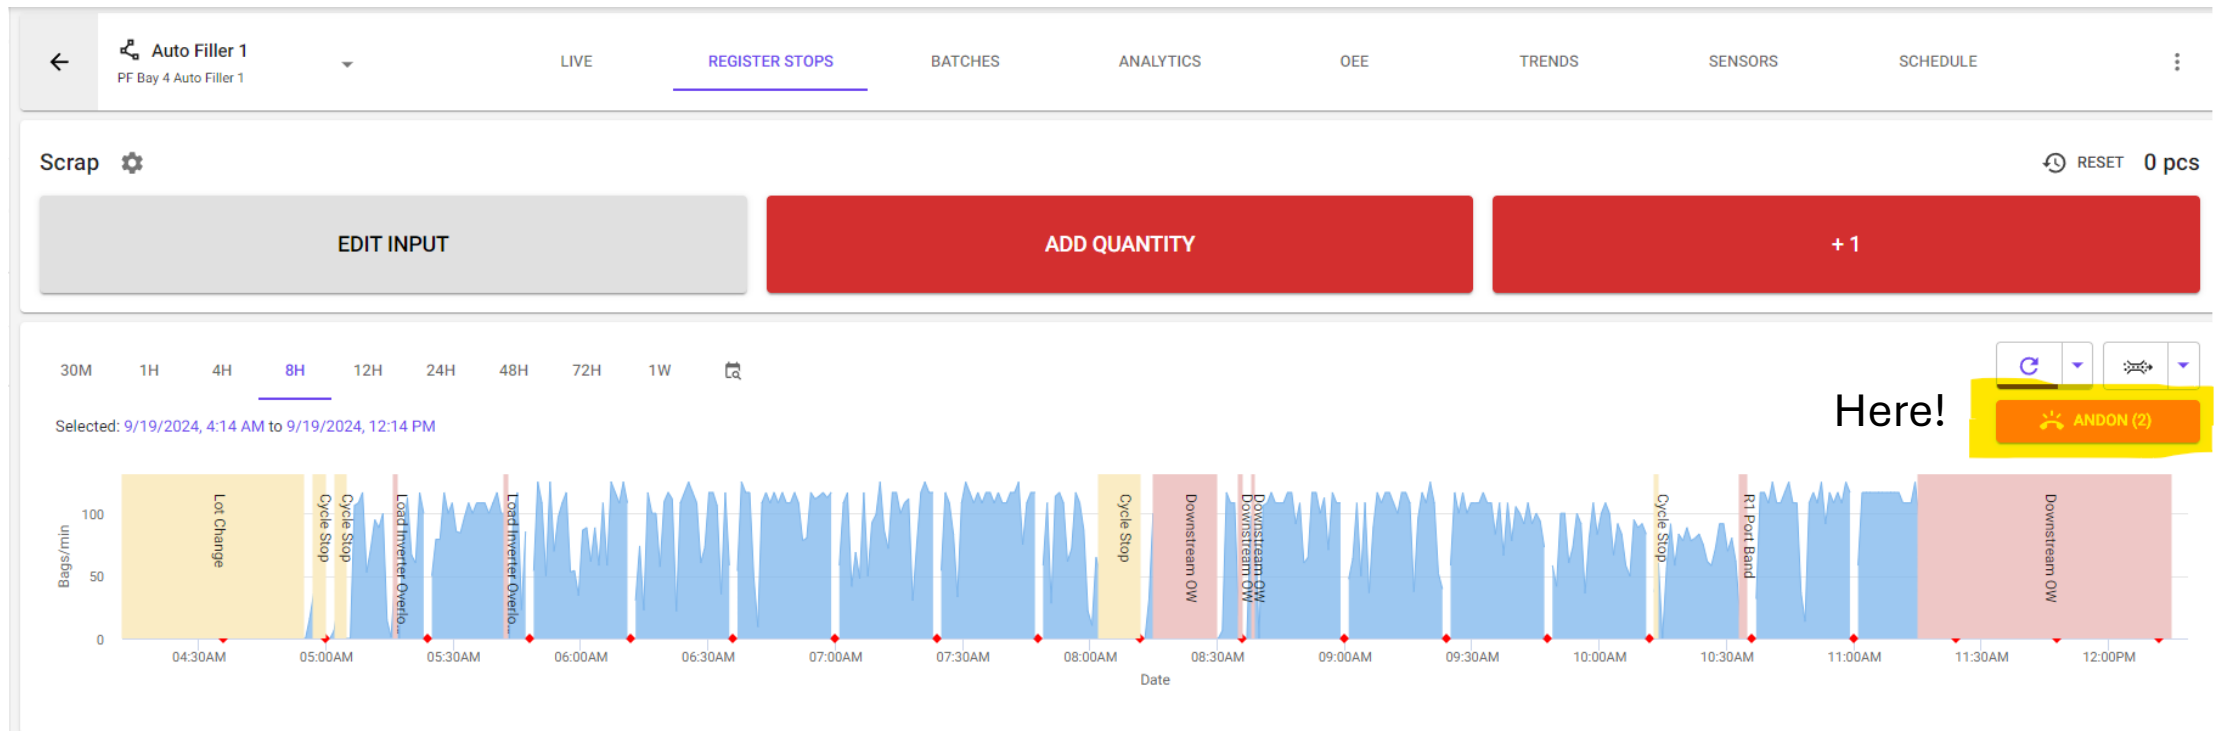 Auto Filler 1
PF Bay 4 Auto Filler 1
LIVE
REGISTER STOPS
BATCHES
ANALYTICS
OEE
TRENDS
SENSORS
SCHEDULE
Scrap
RESET
0 pcs
EDIT INPUT
ADD QUANTITY
+ 1
30M
1H
4H
8H
12H
24H
48H
72H
1W
Here!
ANDON (2)
Selected: 9/19/2024, 4:14 AM to 9/19/2024, 12:14 PM
Bags/min
100
50
0
Lot Change
Cycle Stop
Cycle Stop
Load Inverter Overlo...
Load Inverter Overlo...
Cycle Stop
Downstream OW
Downstream OW
Downstream OW
Cycle Stop
R1 Port Band
Downstream OW
04:30AM
05:00AM
05:30AM
06:00AM
06:30AM
07:00AM
07:30AM
08:00AM
08:30AM
09:00AM
09:30AM
10:00AM
10:30AM
11:00AM
11:30AM
12:00PM
Date